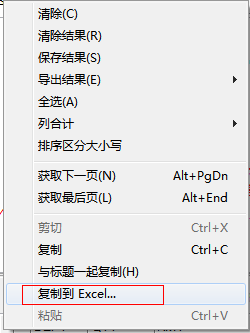 清除(C)
清除结果(R)
保存结果(S)
导出结果(E)
全选(A)
列合计
排序区分大小写
获取下一页(N) Alt+PgDn
获取最后页(L) Alt+End
剪切 Ctrl+X
复制 Ctrl+C
与标题一起复制(H)
复制到 Excel...
粘贴 Ctrl+V